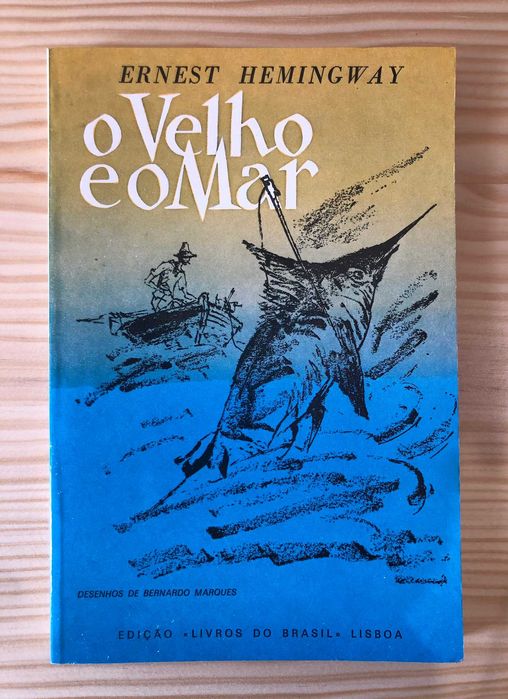 ERNEST HEMINGWAY
O Velho
e o Mar
DESENHOS DE BERNARDO MARQUES
EDIÇÃO «LIVROS DO BRASIL» LISBOA